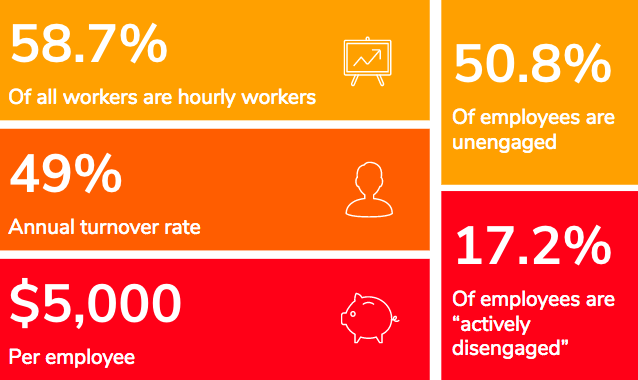 58.7%
Of all workers are hourly workers
49%
Annual turnover rate
$5,000
Per employee
50.8%
Of employees are
unengaged
17.2%
Of employees are
“actively
disengaged”